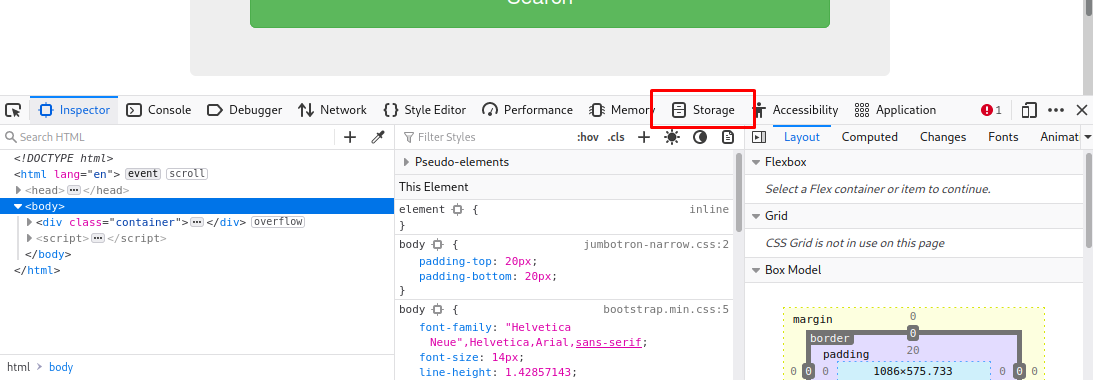 Search
Inspector Console Debugger Network Style Editor Performance Memory Storage Accessibility Application 1
Search HTML
<!DOCTYPE html>
<html lang="en"> event scroll
<head> ... </head>
<body>
<div class="container"> ... </div> overflow
<script> ... </script>
</body>
</html>
html > body
Filter Styles :hov .cls
Pseudo-elements
This Element
element { inline
}
body { jumbotron-narrow.css:2
padding-top: 20px;
padding-bottom: 20px;
}
body { bootstrap.min.css:5
font-family: "Helvetica
Neue",Helvetica,Arial,sans-serif;
font-size: 14px;
line-height: 1.42857143;
Layout Computed Changes Fonts Animat
Flexbox
Select a Flex container or item to continue.
Grid
CSS Grid is not in use on this page
Box Model
margin 0
border 0
padding 20
0 0 0 1086×575.733 0 0 0